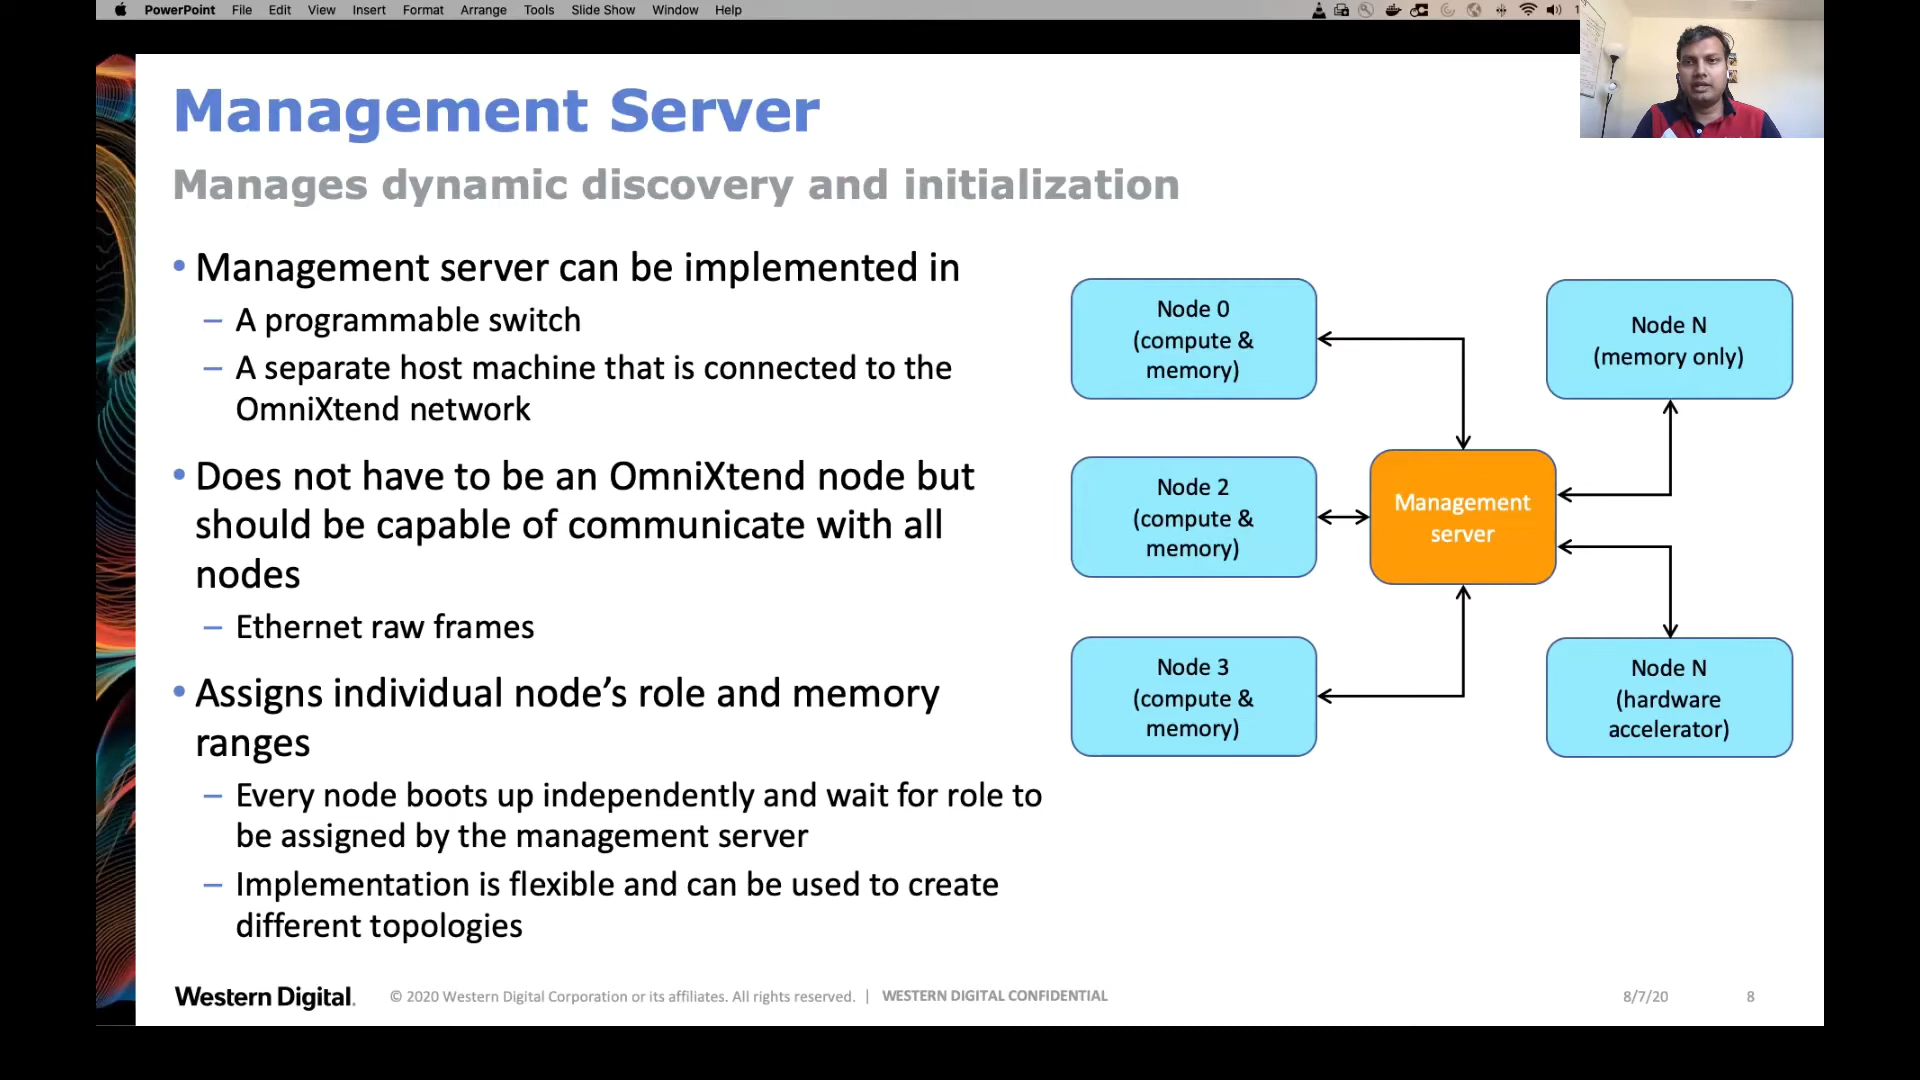 PowerPoint File Edit View Insert Format Arrange Tools Slide Show Window Help
Management Server
Manages dynamic discovery and initialization
• Management server can be implemented in
– A programmable switch
– A separate host machine that is connected to the
OmniXtend network
• Does not have to be an OmniXtend node but
should be capable of communicate with all
nodes
– Ethernet raw frames
• Assigns individual node’s role and memory
ranges
– Every node boots up independently and wait for role to
be assigned by the management server
– Implementation is flexible and can be used to create
different topologies
Node 0
(compute &
memory)
Node 2
(compute &
memory)
Node 3
(compute &
memory)
Management
server
Node N
(memory only)
Node N
(hardware
accelerator)
Western Digital.
© 2020 Western Digital Corporation or its affiliates. All rights reserved. | WESTERN DIGITAL CONFIDENTIAL
8/7/20
8